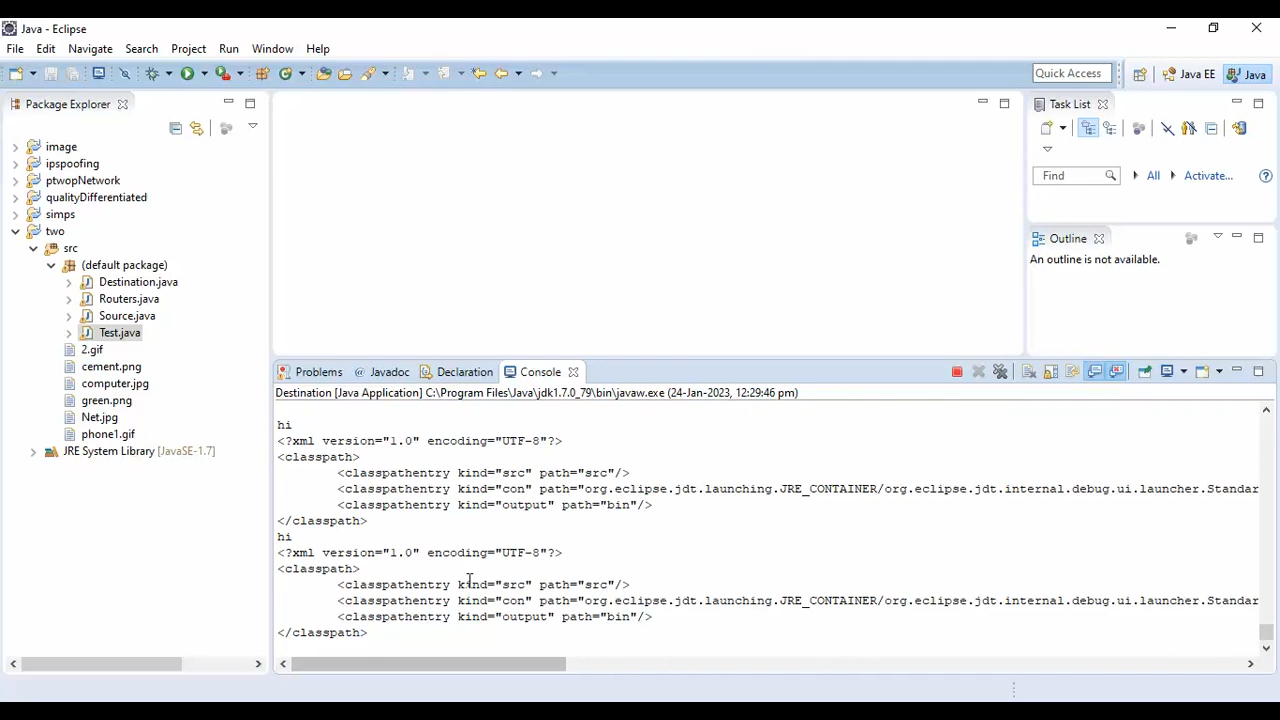 Java - Eclipse
File Edit Navigate Search Project Run Window Help
Quick Access Java EE Java
Package Explorer
image
ipspoofing
ptwopNetwork
qualityDifferentiated
simps
two
src
(default package)
Destination.java
Routers.java
Source.java
Test.java
2.gif
cement.png
computer.jpg
green.png
Net.jpg
phone1.gif
JRE System Library [JavaSE-1.7]
Task List
Find All Activate...
Outline
An outline is not available.
Problems @ Javadoc Declaration Console
Destination [Java Application] C:\Program Files\Java\jdk1.7.0_79\bin\javaw.exe (24-Jan-2023, 12:29:46 pm)
hi
<?xml version="1.0" encoding="UTF-8"?>
<classpath>
<classpathentry kind="src" path="src"/>
<classpathentry kind="con" path="org.eclipse.jdt.launching.JRE_CONTAINER/org.eclipse.jdt.internal.debug.ui.launcher.Standar
<classpathentry kind="output" path="bin"/>
</classpath>
hi
<?xml version="1.0" encoding="UTF-8"?>
<classpath>
<classpathentry kind="src" path="src"/>
<classpathentry kind="con" path="org.eclipse.jdt.launching.JRE_CONTAINER/org.eclipse.jdt.internal.debug.ui.launcher.Standar
<classpathentry kind="output" path="bin"/>
</classpath>